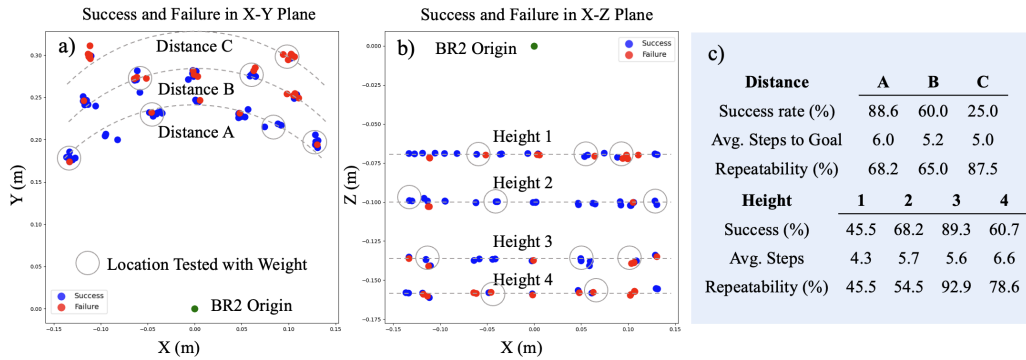 Success and Failure in X-Y Plane
a)
Distance C
Distance B
Distance A
Location Tested with Weight
Success
Failure
BR2 Origin
Y (m)
0.30
0.25
0.20
0.15
0.10
0.05
0.00
−0.15
−0.10
−0.05
0.00
0.05
0.10
0.15
X (m)
Success and Failure in X-Z Plane
b)
BR2 Origin
Success
Failure
Height 1
Height 2
Height 3
Height 4
Z (m)
0.000
−0.025
−0.050
−0.075
−0.100
−0.125
−0.150
−0.175
−0.15
−0.10
−0.05
0.00
0.05
0.10
0.15
X (m)
c)
Distance A B C
Success rate (%) 88.6 60.0 25.0
Avg. Steps to Goal 6.0 5.2 5.0
Repeatability (%) 68.2 65.0 87.5
Height 1 2 3 4
Success (%) 45.5 68.2 89.3 60.7
Avg. Steps 4.3 5.7 5.6 6.6
Repeatability (%) 45.5 54.5 92.9 78.6